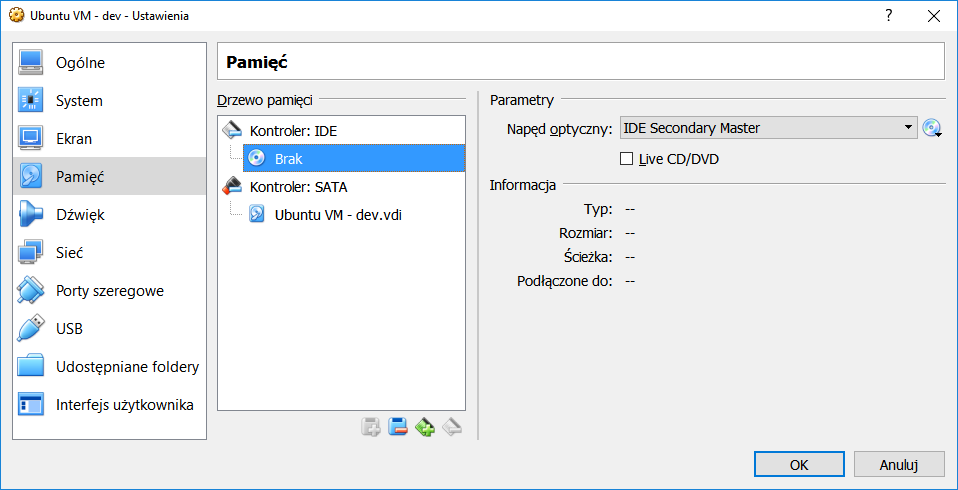 Ubuntu VM - dev - Ustawienia ?
Ogólne
System
Ekran
Pamięć
Dźwięk
Sieć
Porty szeregowe
USB
Udostępniane foldery
Interfejs użytkownika
Pamięć
Drzewo pamięci
Kontroler: IDE
Brak
Kontroler: SATA
Ubuntu VM - dev.vdi
Parametry
Napęd optyczny: IDE Secondary Master
Live CD/DVD
Informacja
Typ: --
Rozmiar: --
Ścieżka: --
Podłączone do: --
OK Anuluj